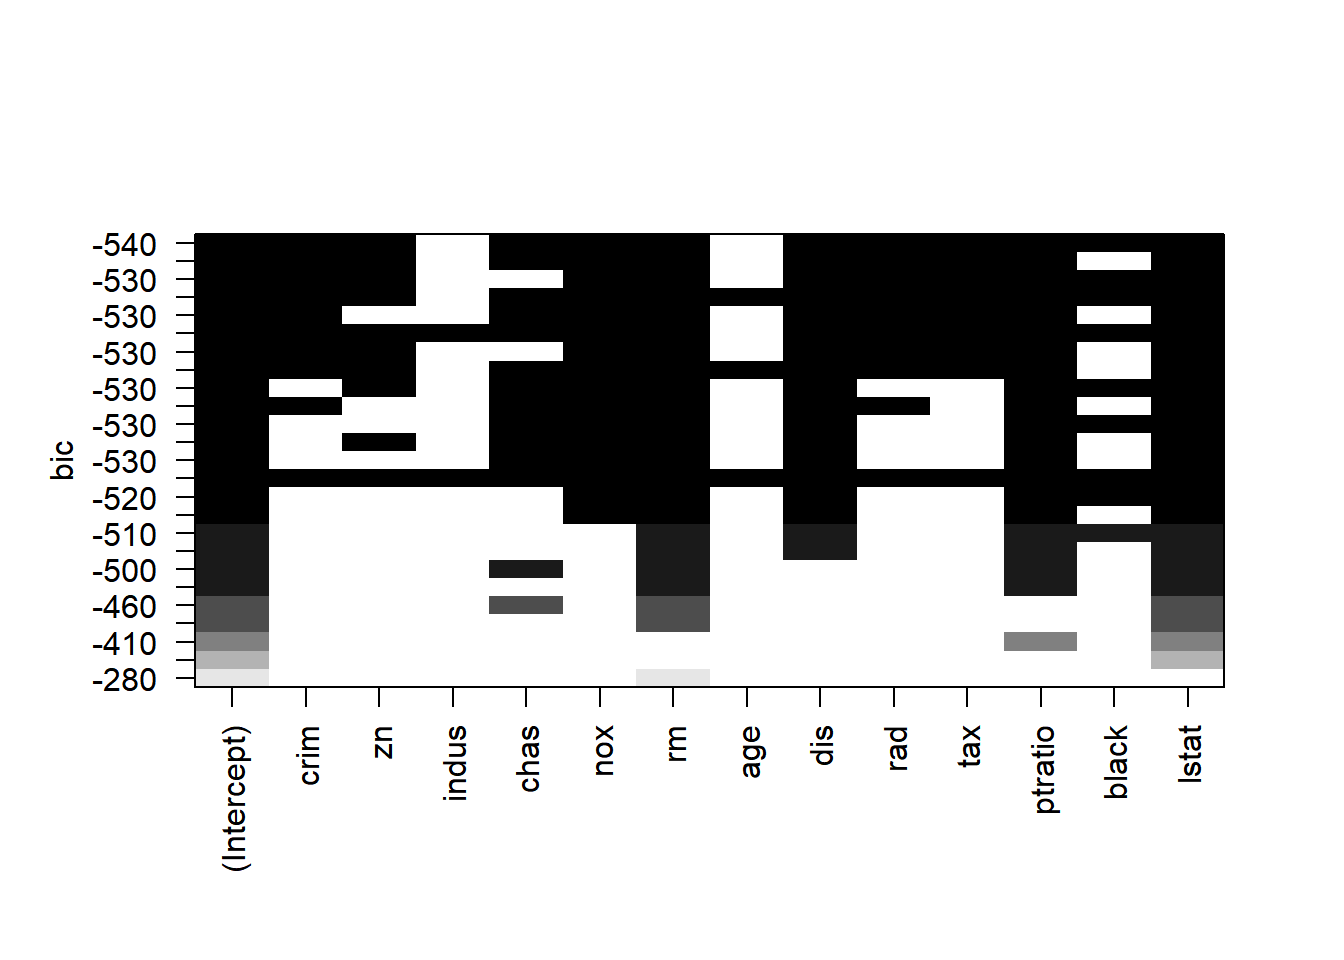 bic
-540
-530
-530
-530
-530
-530
-530
-520
-510
-500
-460
-410
-280
(Intercept)
crim
zn
indus
chas
nox
rm
age
dis
rad
tax
ptratio
black
lstat